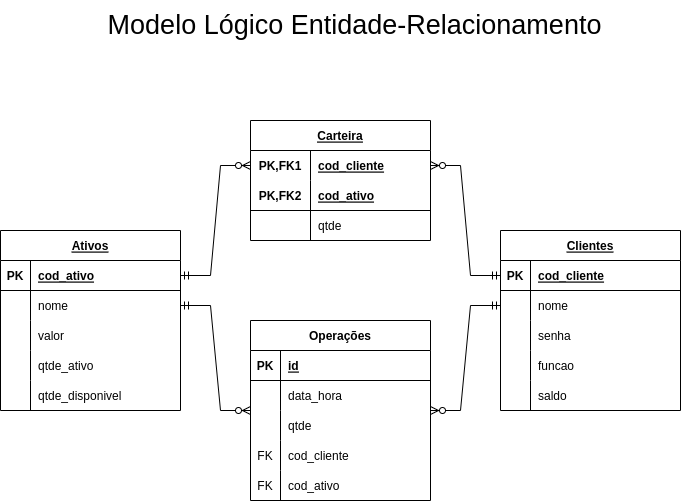 Modelo Lógico Entidade-Relacionamento
Carteira
PK,FK1 cod_cliente
PK,FK2 cod_ativo
qtde
Ativos
PK cod_ativo
nome
valor
qtde_ativo
qtde_disponivel
Clientes
PK cod_cliente
nome
senha
funcao
saldo
Operações
PK id
data_hora
qtde
FK cod_cliente
FK cod_ativo